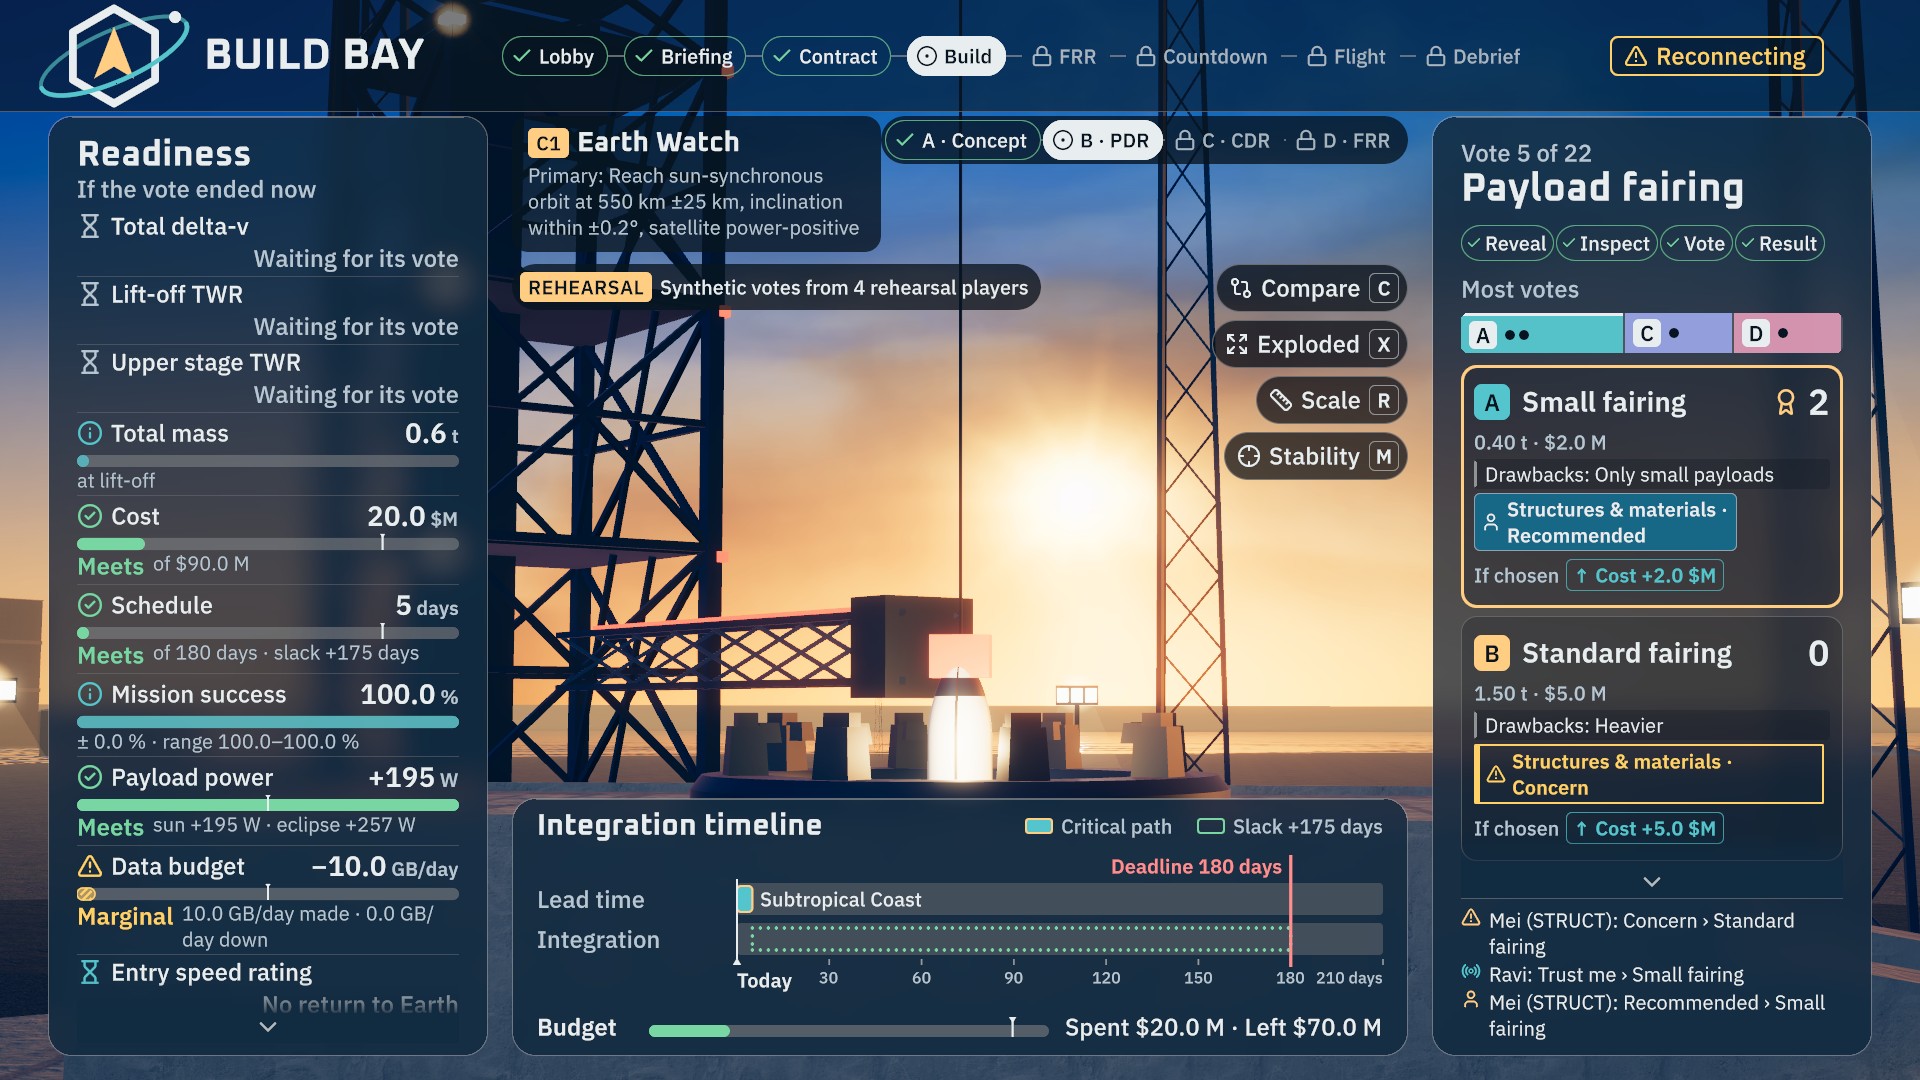 BUILD BAY
Lobby
Briefing
Contract
Build
FRR
Countdown
Flight
Debrief
Reconnecting
Readiness
If the vote ended now
Total delta-v
Waiting for its vote
Lift-off TWR
Waiting for its vote
Upper stage TWR
Waiting for its vote
Total mass 0.6 t
at lift-off
Cost 20.0 $M
Meets of $90.0 M
Schedule 5 days
Meets of 180 days · slack +175 days
Mission success 100.0 %
± 0.0 % · range 100.0–100.0 %
Payload power +195 W
Meets sun +195 W · eclipse +257 W
Data budget −10.0 GB/day
Marginal 10.0 GB/day made · 0.0 GB/
day down
Entry speed rating
No return to Earth
C1 Earth Watch
Primary: Reach sun-synchronous
orbit at 550 km ±25 km, inclination
within ±0.2°, satellite power-positive
A · Concept
B · PDR
C · CDR
D · FRR
REHEARSAL Synthetic votes from 4 rehearsal players
Compare C
Exploded X
Scale R
Stability M
Integration timeline
Critical path
Slack +175 days
Deadline 180 days
Lead time
Subtropical Coast
Integration
Today 30 60 90 120 150 180 210 days
Budget
Spent $20.0 M · Left $70.0 M
Vote 5 of 22
Payload fairing
Reveal
Inspect
Vote
Result
Most votes
A
C
D
A Small fairing 2
0.40 t · $2.0 M
Drawbacks: Only small payloads
Structures & materials ·
Recommended
If chosen ↑ Cost +2.0 $M
B Standard fairing 0
1.50 t · $5.0 M
Drawbacks: Heavier
Structures & materials ·
Concern
If chosen ↑ Cost +5.0 $M
Mei (STRUCT): Concern › Standard
fairing
Ravi: Trust me › Small fairing
Mei (STRUCT): Recommended › Small
fairing